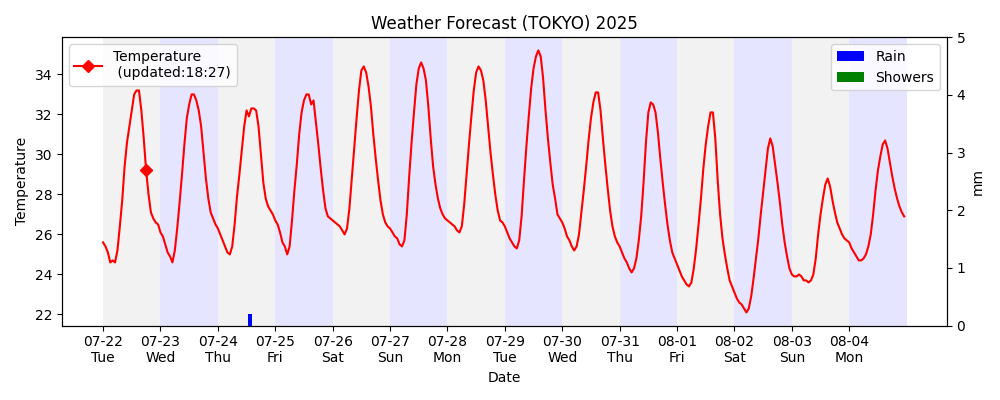 Weather Forecast (TOKYO) 2025
Temperature
(updated:18:27)
Rain
Showers
Temperature
34
32
30
28
26
24
22
5
4
3
2
1
0
mm
07-22 07-23 07-24 07-25 07-26 07-27 07-28 07-29 07-30 07-31 08-01 08-02 08-03 08-04
Tue Wed Thu Fri Sat Sun Mon Tue Wed Thu Fri Sat Sun Mon
Date